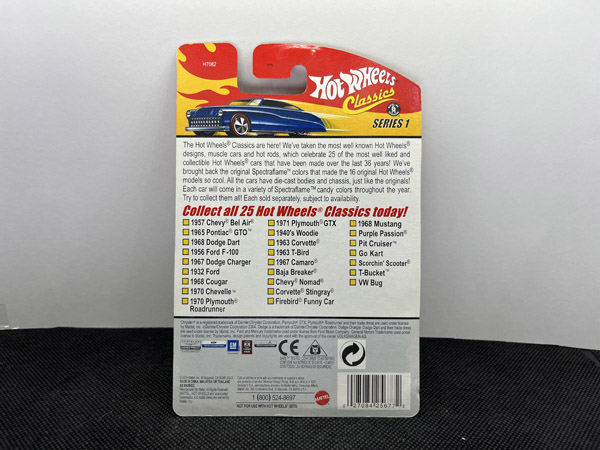 H7082
Hot Wheels
Classics
SERIES 1
The Hot Wheels® Classics are here! We've taken the most well known Hot Wheels®
designs, muscle cars and hot rods, which celebrate 25 of the most well liked and
collectible Hot Wheels® cars that have been made over the last 36 years! We've
brought back the original Spectraflame™ colors that made the 16 original Hot Wheels®
models so cool. All the cars have die-cast bodies and chassis, just like the originals!
Each car will come in a variety of Spectraflame™ candy colors throughout the year.
Try to collect them all! Each sold separately, subject to availability.
Collect all 25 Hot Wheels® Classics today!
1957 Chevy® Bel Air®
1965 Pontiac® GTO™
1968 Dodge Dart
1956 Ford F-100
1967 Dodge Charger
1932 Ford
1968 Cougar
1970 Chevelle™
1970 Plymouth®
Roadrunner
1971 Plymouth® GTX
1940's Woodie
1963 Corvette®
1963 T-Bird
1967 Camaro®
Baja Breaker®
Chevy® Nomad®
Corvette® Stingray®
Firebird® Funny Car
1968 Mustang
Purple Passion®
Pit Cruiser™
Go Kart
Scorchin' Scooter®
T-Bucket™
VW Bug
GM
CE
1 (800) 524-8697
NOT FOR USE WITH HOT WHEELS® SETS.
MATTEL
0 27084 25677